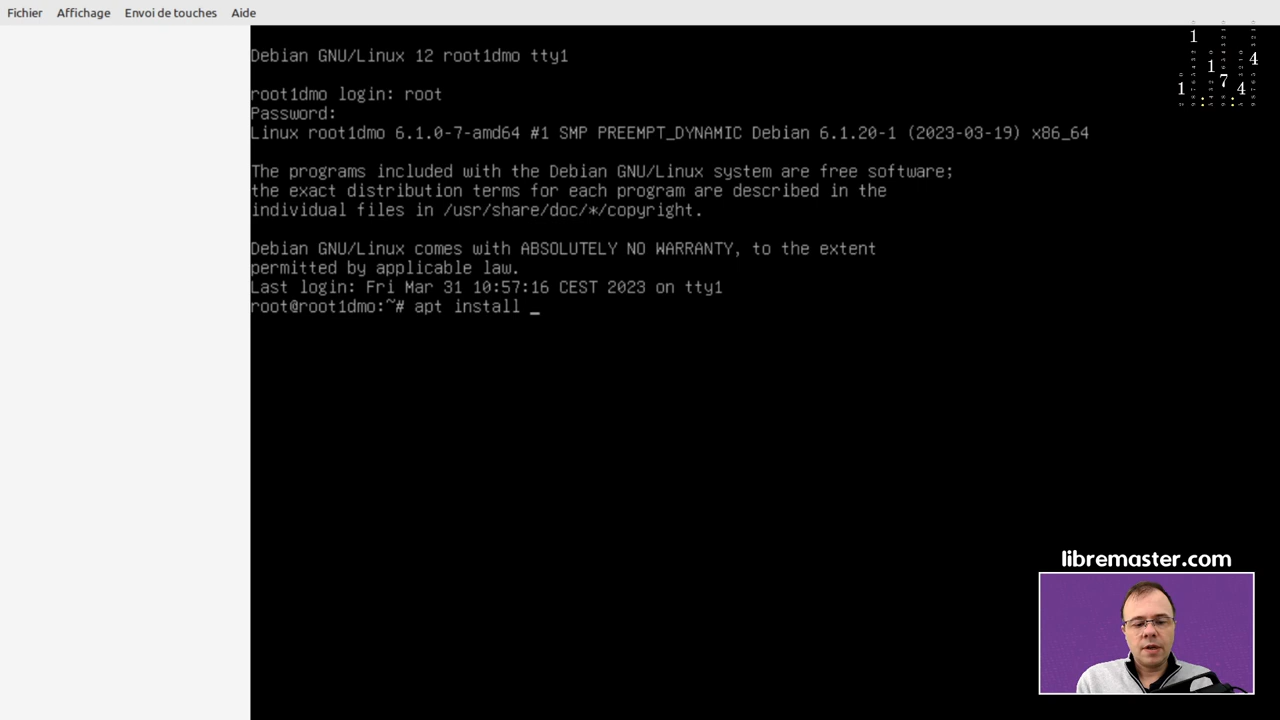 Fichier Affichage Envoi de touches Aide
Debian GNU/Linux 12 root1dmo tty1
root1dmo login: root
Password:
Linux root1dmo 6.1.0-7-amd64 #1 SMP PREEMPT_DYNAMIC Debian 6.1.20-1 (2023-03-19) x86_64
The programs included with the Debian GNU/Linux system are free software;
the exact distribution terms for each program are described in the
individual files in /usr/share/doc/*/copyright.
Debian GNU/Linux comes with ABSOLUTELY NO WARRANTY, to the extent
permitted by applicable law.
Last login: Fri Mar 31 10:57:16 CEST 2023 on tty1
root@root1dmo:~# apt install _
libremaster.com